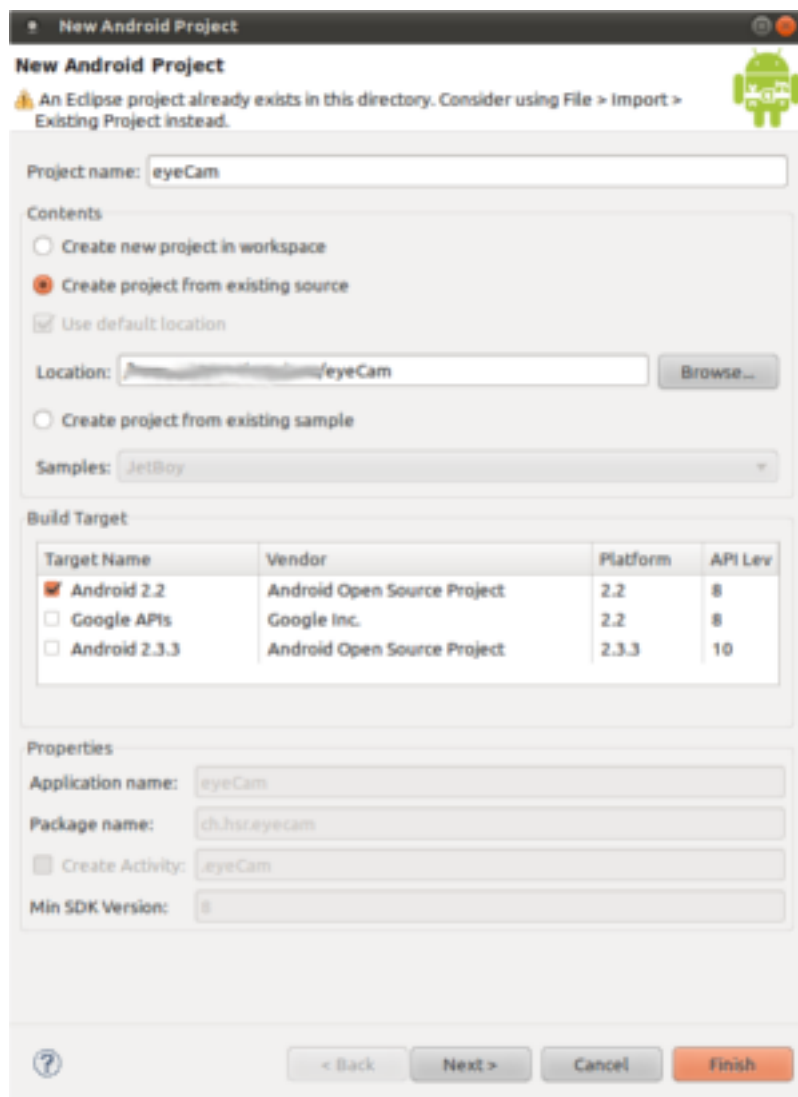 New Android Project
New Android Project
An Eclipse project already exists in this directory. Consider using File > Import >
Existing Project instead.
Project name: eyeCam
Contents
Create new project in workspace
Create project from existing source
Use default location
Location: /eyeCam Browse...
Create project from existing sample
Samples: JetBoy
Build Target
Target Name Vendor Platform API Lev
Android 2.2 Android Open Source Project 2.2 8
Google APIs Google Inc. 2.2 8
Android 2.3.3 Android Open Source Project 2.3.3 10
Properties
Application name: eyeCam
Package name: ch.hsr.eyecam
Create Activity: .eyeCam
Min SDK Version: 8
? < Back Next > Cancel Finish